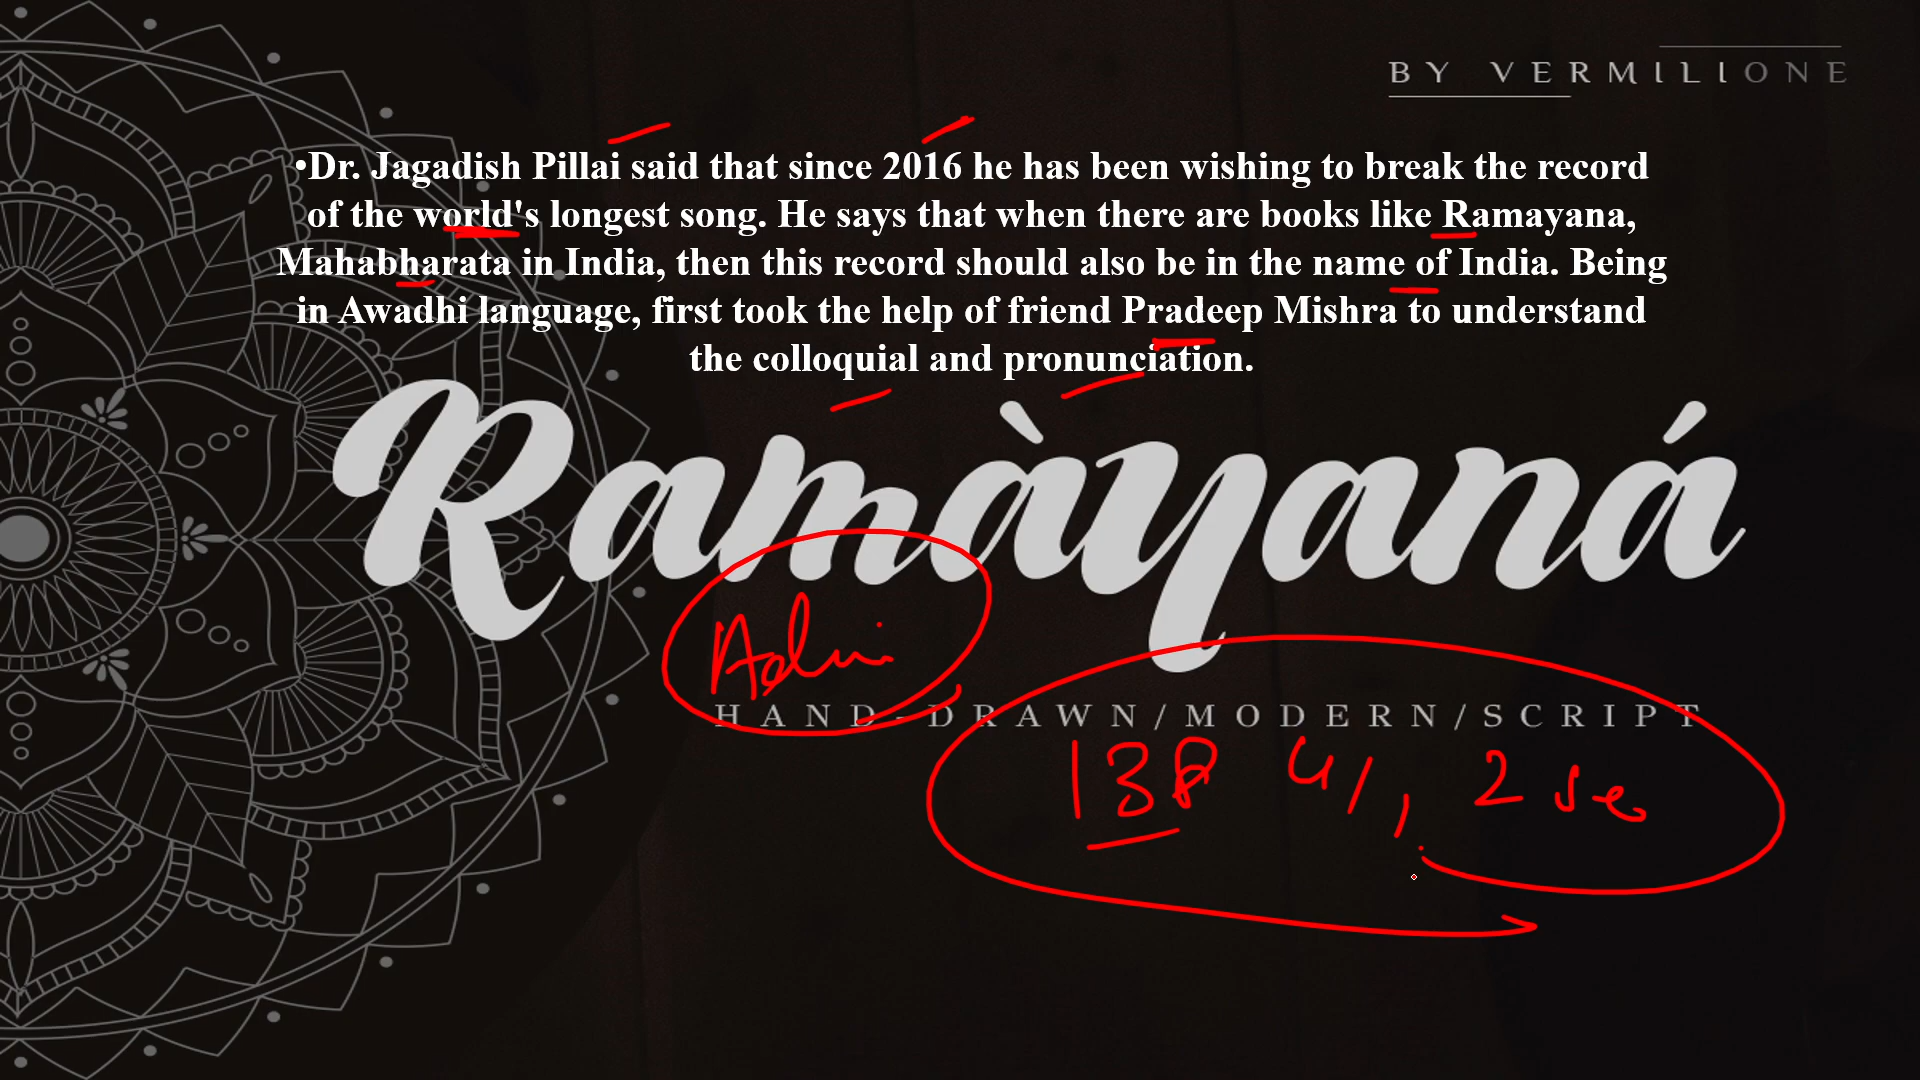 BY VERMILIONE
•Dr. Jagadish Pillai said that since 2016 he has been wishing to break the record
of the world's longest song. He says that when there are books like Ramayana,
Mahabharata in India, then this record should also be in the name of India. Being
in Awadhi language, first took the help of friend Pradeep Mishra to understand
the colloquial and pronunciation.
Ramàyaná
HAND-DRAWN/MODERN/SCRIPT
138 41, 2 se